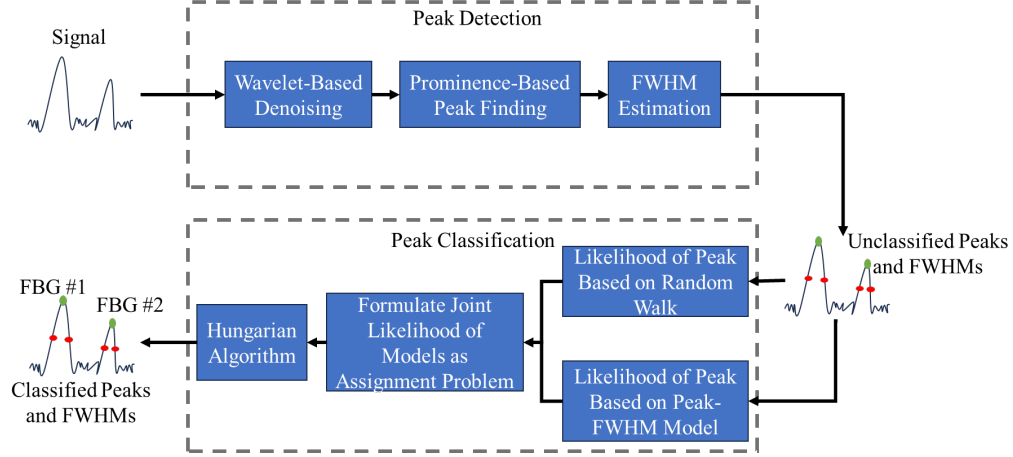 Peak Detection
Signal
Wavelet-Based
Denoising
Prominence-Based
Peak Finding
FWHM
Estimation
Unclassified Peaks
and FWHMs
Peak Classification
Likelihood of Peak
Based on Random
Walk
Likelihood of Peak
Based on Peak-
FWHM Model
Formulate Joint
Likelihood of
Models as
Assignment Problem
Hungarian
Algorithm
FBG #1
FBG #2
Classified Peaks
and FWHMs